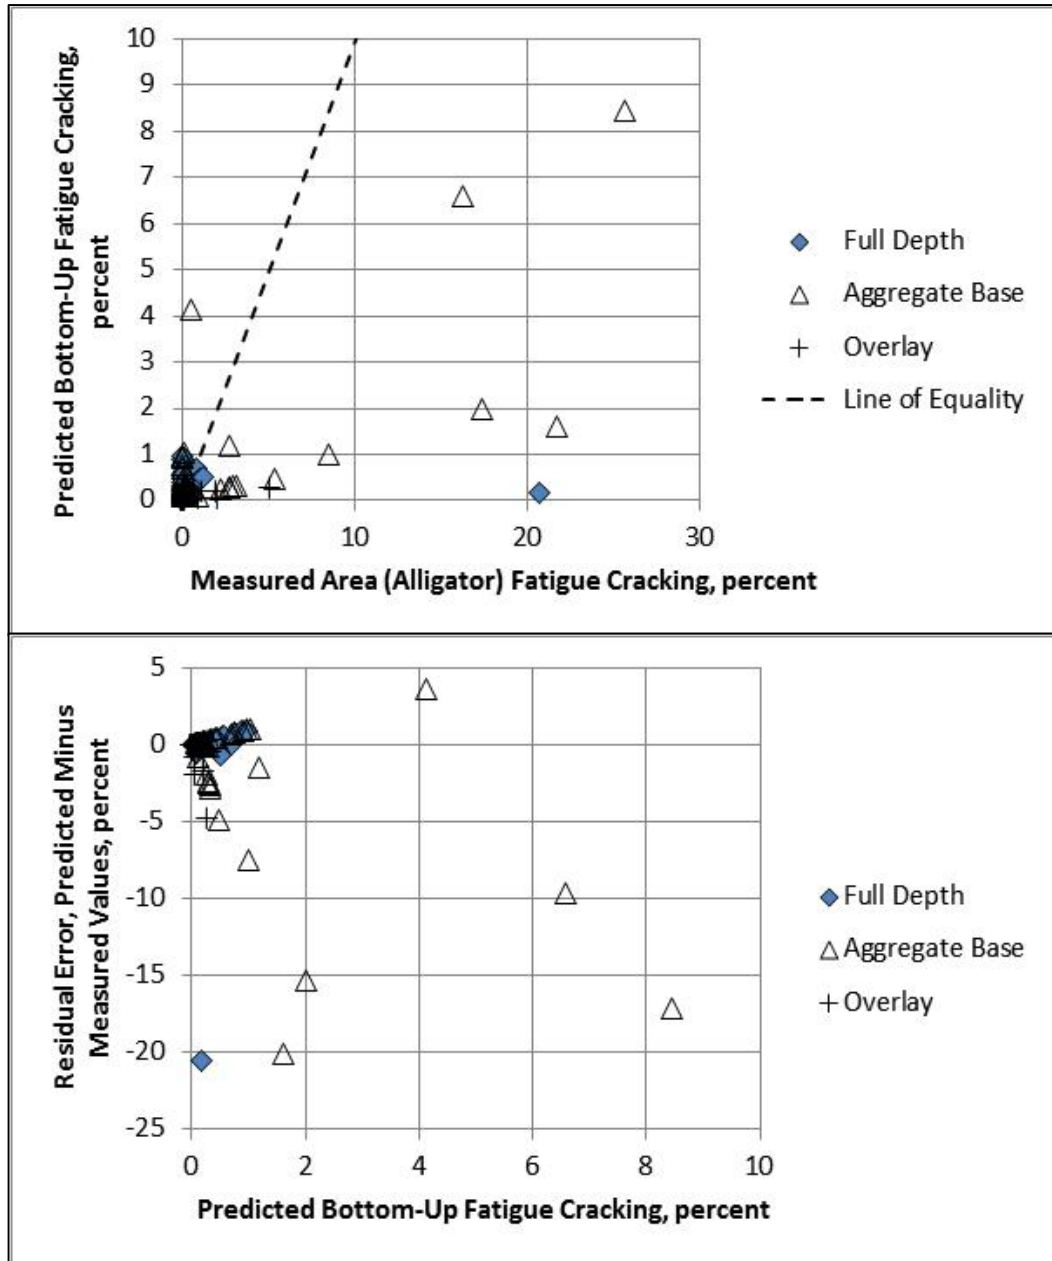 Predicted Bottom-Up Fatigue Cracking,
percent
10
9
8
7
6
5
4
3
2
1
0
0 10 20 30
Measured Area (Alligator) Fatigue Cracking, percent
Full Depth
Aggregate Base
Overlay
Line of Equality
Residual Error, Predicted Minus
Measured Values, percent
5
0
-5
-10
-15
-20
-25
0 2 4 6 8 10
Predicted Bottom-Up Fatigue Cracking, percent
Full Depth
Aggregate Base
Overlay